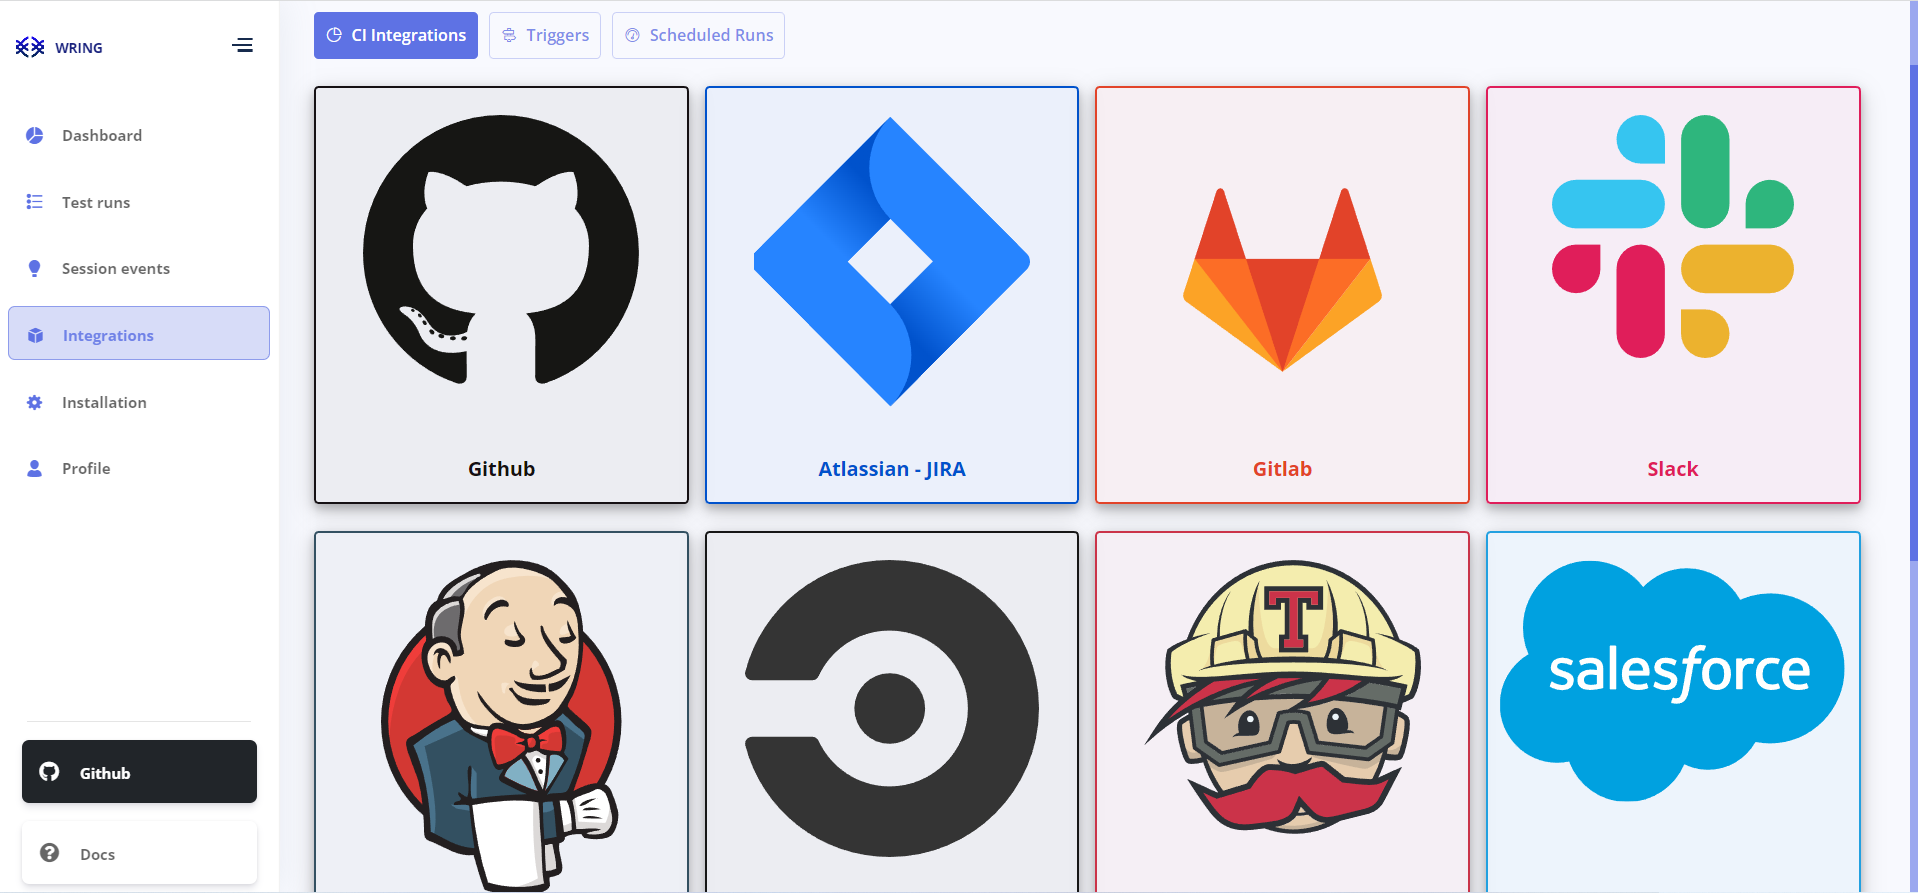 WRING
Dashboard
Test runs
Session events
Integrations
Installation
Profile
Github
Docs
CI Integrations
Triggers
Scheduled Runs
Github
Atlassian - JIRA
Gitlab
Slack
T
salesforce